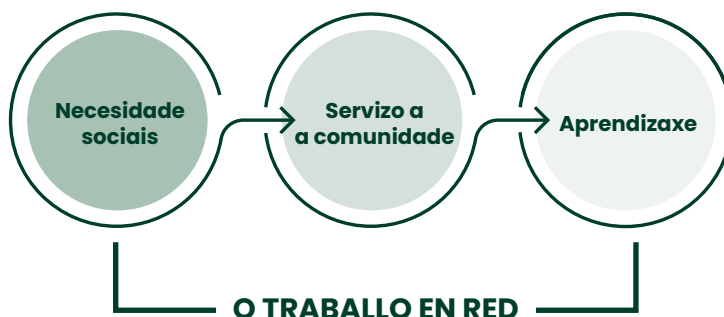 Necesidade
sociais
Servizo a
a comunidade
Aprendizaxe
O TRABALLO EN RED